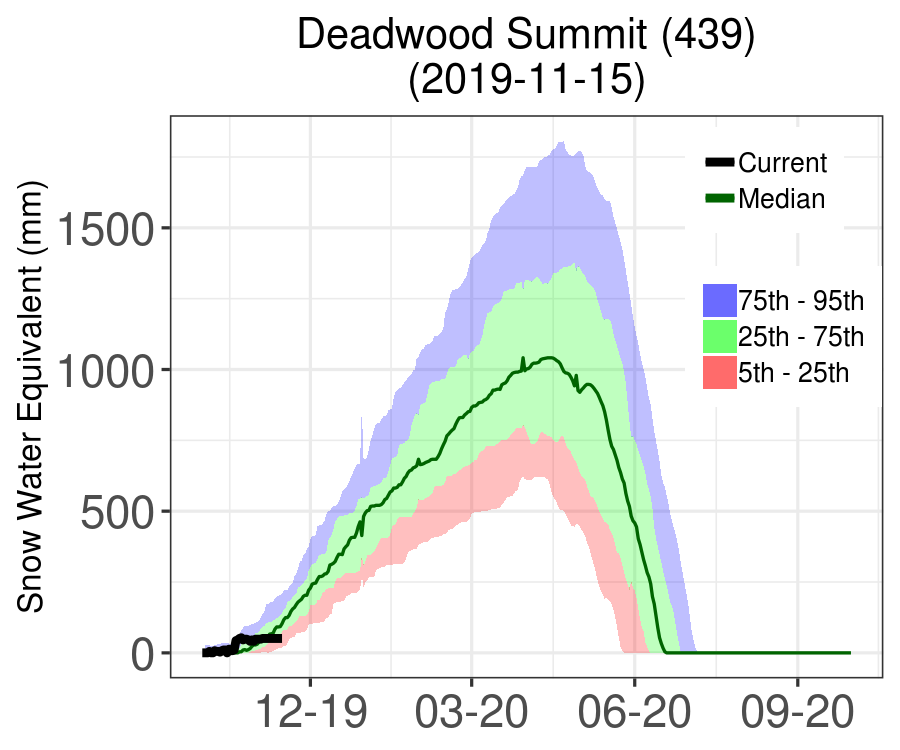 Deadwood Summit (439)
(2019-11-15)
Snow Water Equivalent (mm)
1500
1000
500
0
12-19 03-20 06-20 09-20
Current
Median
75th - 95th
25th - 75th
5th - 25th